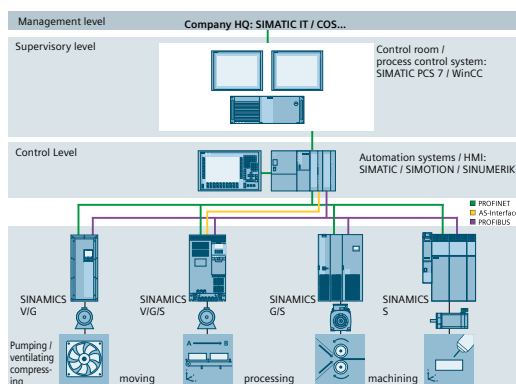 Management level
Company HQ: SIMATIC IT / COS...
Supervisory level
Control room /
process control system:
SIMATIC PCS 7 / WinCC
Control Level
Automation systems / HMI:
SIMATIC / SIMOTION / SINUMERIK
PROFINET
AS-Interface
PROFIBUS
SINAMICS
V/G
SINAMICS
V/G/S
SINAMICS
G/S
SINAMICS
S
Pumping /
ventilating
compress-
ing
A B
moving
processing
machining